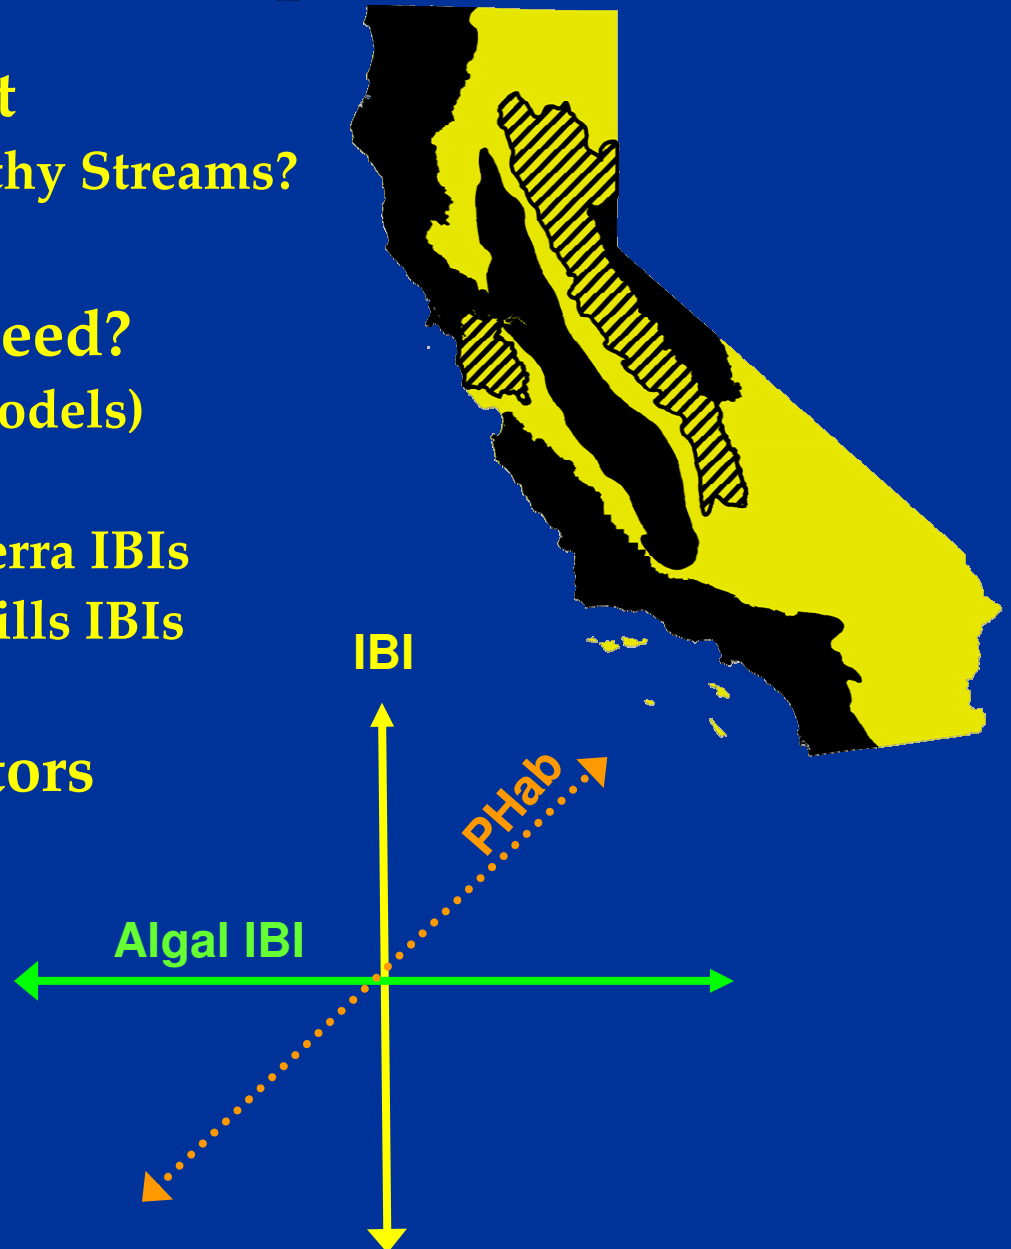 t
thy Streams?
eed?
odels)
erra IBIs
ills IBIs
IBI
tors
PHab
Algal IBI